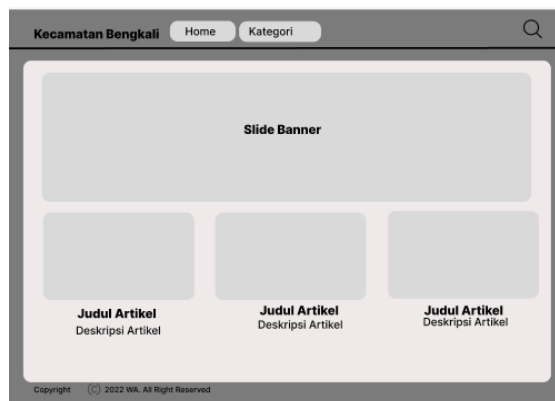 Kecamatan Bengkali Home Kategori
Slide Banner
Judul Artikel Judul Artikel Judul Artikel
Deskripsi Artikel Deskripsi Artikel Deskripsi Artikel
Copyright (C) 2022 WA. All Right Reserved